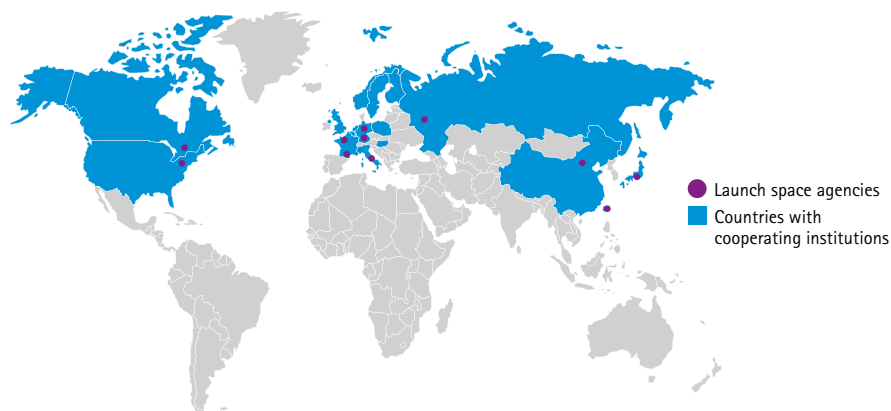 Launch space agencies
Countries with
cooperating institutions